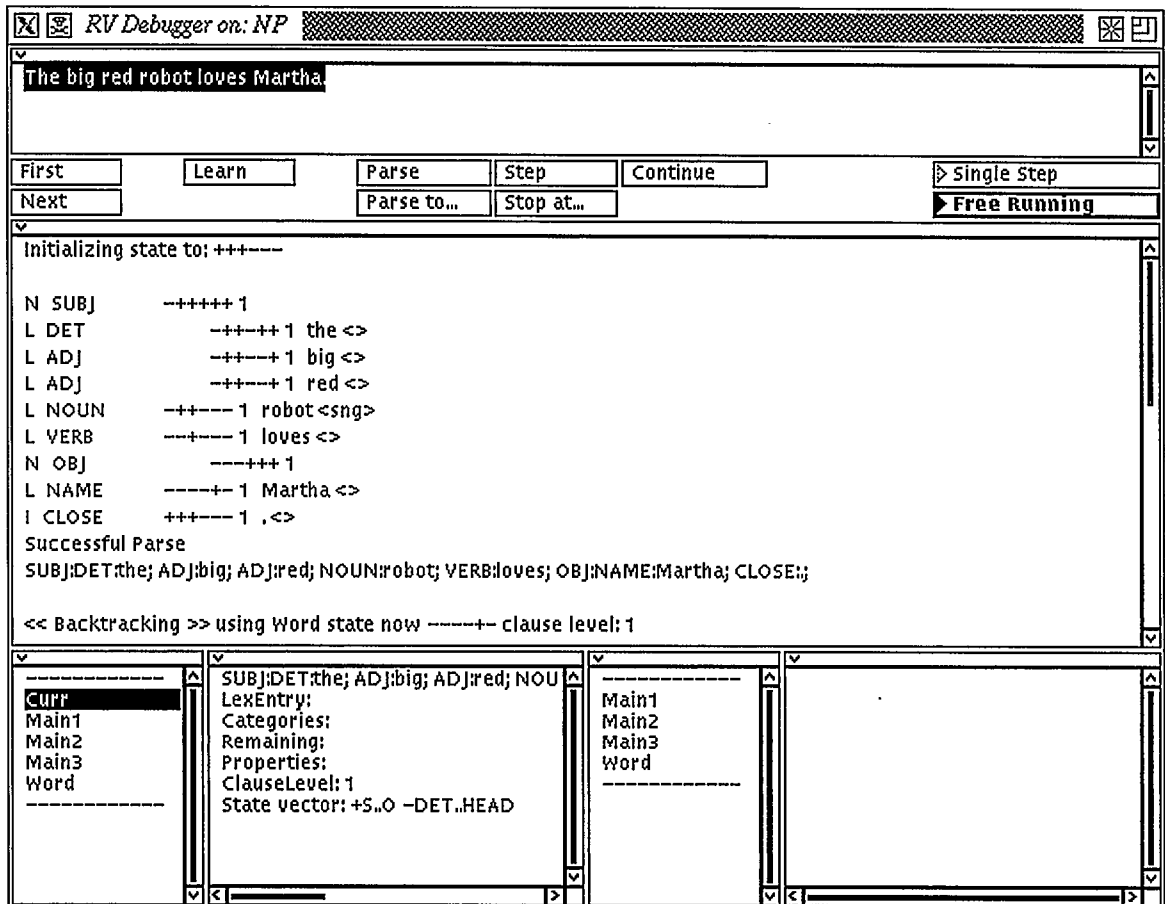 RV Debugger on: NP
The big red robot loves Martha.
First Learn Parse Step Continue Single Step
Next Parse to... Stop at... Free Running
Initializing state to: +++---
N SUBJ -+++++ 1
L DET -++-++ 1 the <>
L ADJ -++--+ 1 big <>
L ADJ -++--+ 1 red <>
L NOUN -++--- 1 robot <sng>
L VERB --+--- 1 loves <>
N OBJ ---+++ 1
L NAME ----+- 1 Martha <>
I CLOSE +++--- 1 . <>
Successful Parse
SUBJ:DET:the; ADJ:big; ADJ:red; NOUN:robot; VERB:loves; OBJ:NAME:Martha; CLOSE:.;
<< Backtracking >> using Word state now ----+- clause level: 1
-------------
Curr
Main1
Main2
Main3
Word
-------------
SUBJ:DET:the; ADJ:big; ADJ:red; NOU
LexEntry:
Categories:
Remaining:
Properties:
ClauseLevel: 1
State vector: +S..O -DET..HEAD
-------------
Main1
Main2
Main3
Word
-------------